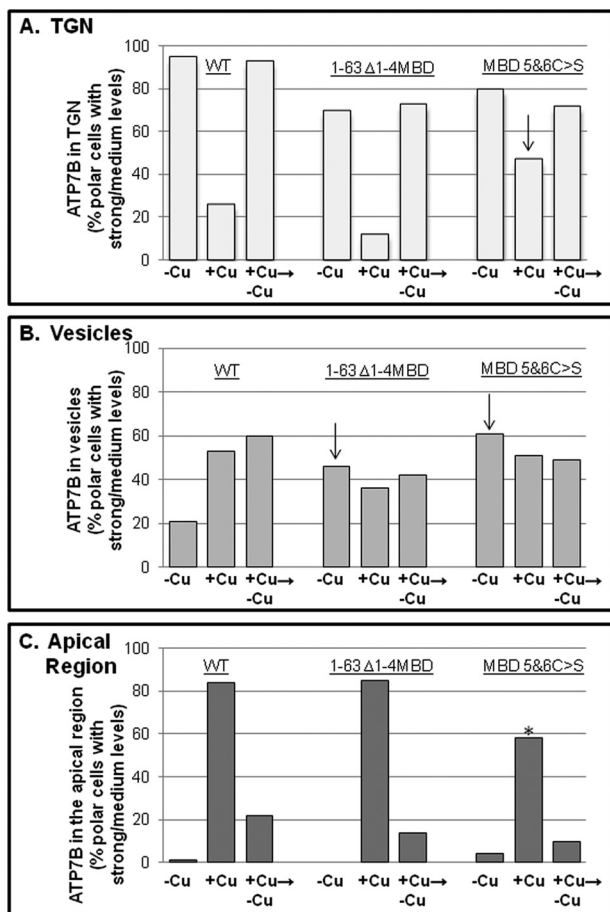 A. TGN
ATP7B in TGN
(% polar cells with
strong/medium levels)
100
80
60
40
20
0
WT
1-63 Δ1-4MBD
MBD 5&6C>S
-Cu +Cu +Cu→ -Cu +Cu +Cu→ -Cu +Cu +Cu→
-Cu -Cu -Cu
B. Vesicles
ATP7B in vesicles
(% polar cells with
strong/medium levels)
100
80
60
40
20
0
WT
1-63 Δ1-4MBD
MBD 5&6C>S
-Cu +Cu +Cu→ -Cu +Cu +Cu→ -Cu +Cu +Cu→
-Cu -Cu -Cu
C. Apical
Region
ATP7B in the apical region
(% polar cells with
strong/medium levels)
100
80
60
40
20
0
WT
1-63 Δ1-4MBD
MBD 5&6C>S
*
-Cu +Cu +Cu→ -Cu +Cu +Cu→ -Cu +Cu +Cu→
-Cu -Cu -Cu